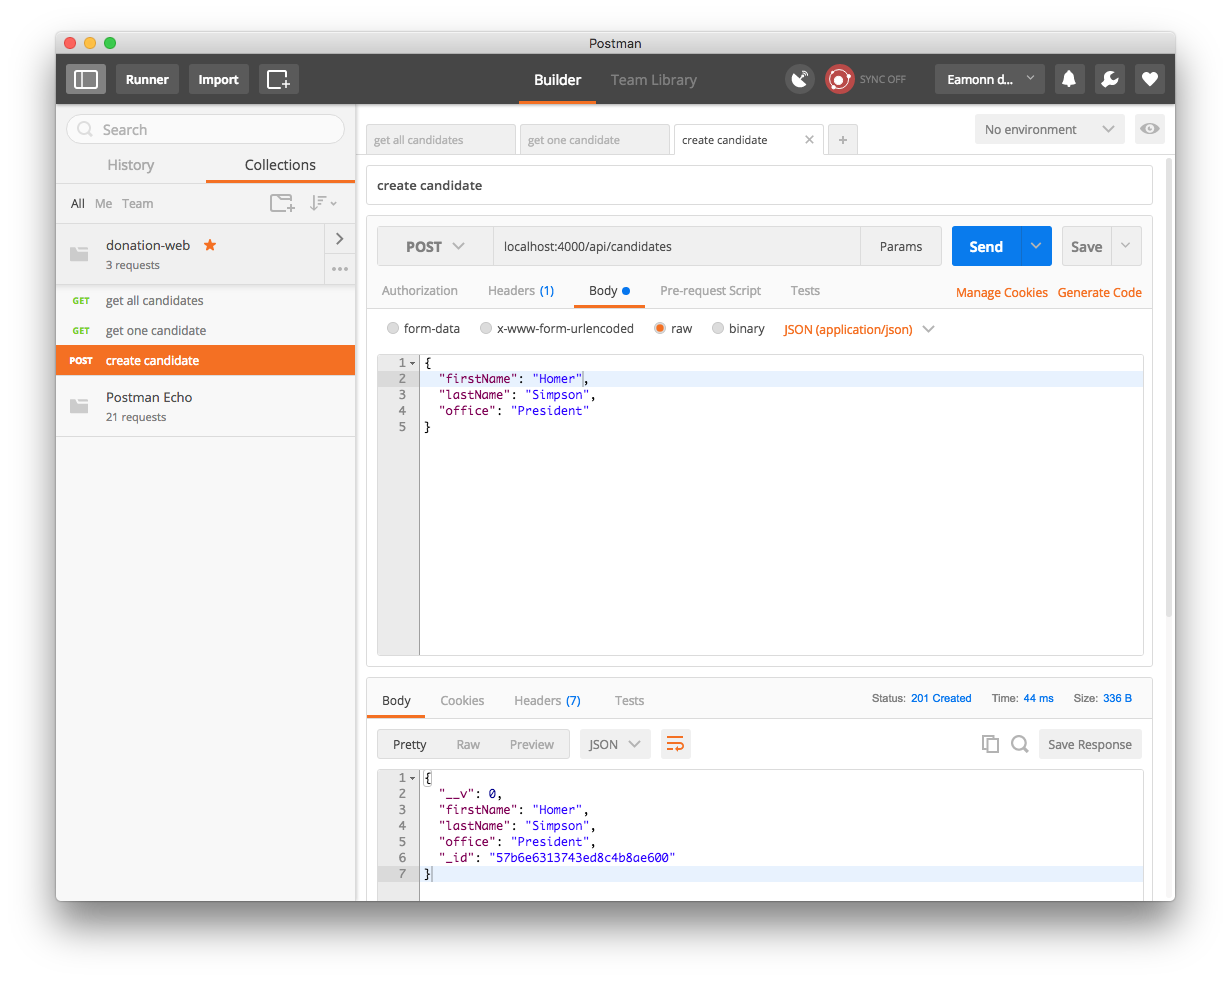 Postman
Runner Import Builder Team Library SYNC OFF Eamonn d...
Search
History Collections
All Me Team
donation-web
3 requests
GET get all candidates
GET get one candidate
POST create candidate
Postman Echo
21 requests
get all candidates get one candidate create candidate × + No environment
create candidate
POST localhost:4000/api/candidates Params Send Save
Authorization Headers (1) Body Pre-request Script Tests Manage Cookies Generate Code
form-data x-www-form-urlencoded raw binary JSON (application/json)
1 {
2 "firstName": "Homer",
3 "lastName": "Simpson",
4 "office": "President"
5 }
Body Cookies Headers (7) Tests Status: 201 Created Time: 44 ms Size: 336 B
Pretty Raw Preview JSON Save Response
1 {
2 "__v": 0,
3 "firstName": "Homer",
4 "lastName": "Simpson",
5 "office": "President",
6 "_id": "57b6e6313743ed8c4b8ae600"
7 }